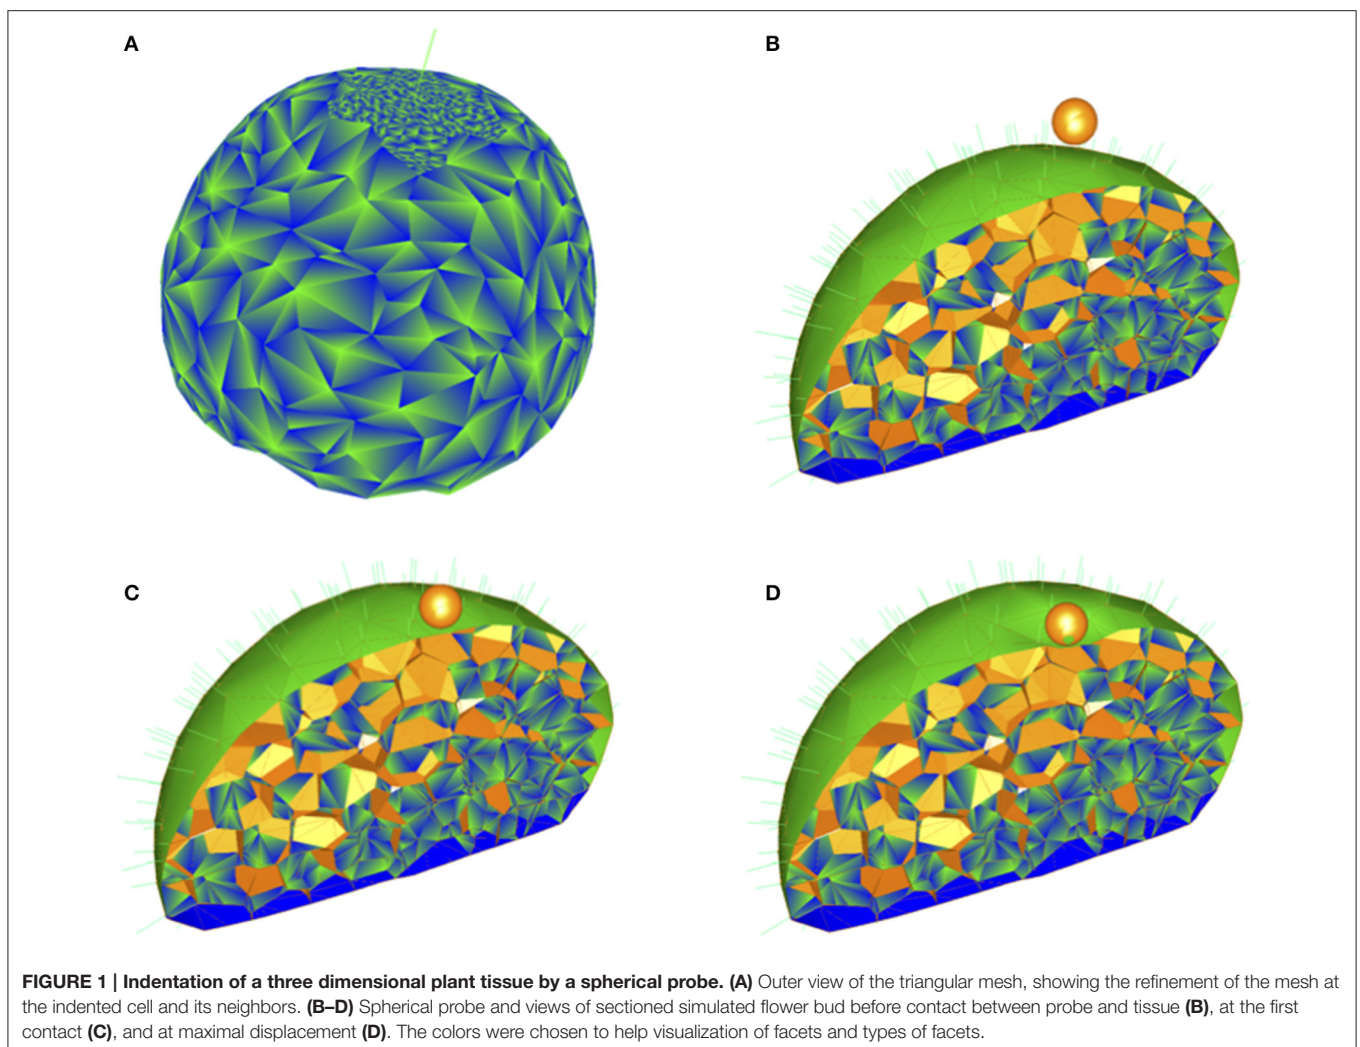 A
B
C
D
FIGURE 1 | Indentation of a three dimensional plant tissue by a spherical probe. (A) Outer view of the triangular mesh, showing the refinement of the mesh at
the indented cell and its neighbors. (B–D) Spherical probe and views of sectioned simulated flower bud before contact between probe and tissue (B), at the first
contact (C), and at maximal displacement (D). The colors were chosen to help visualization of facets and types of facets.